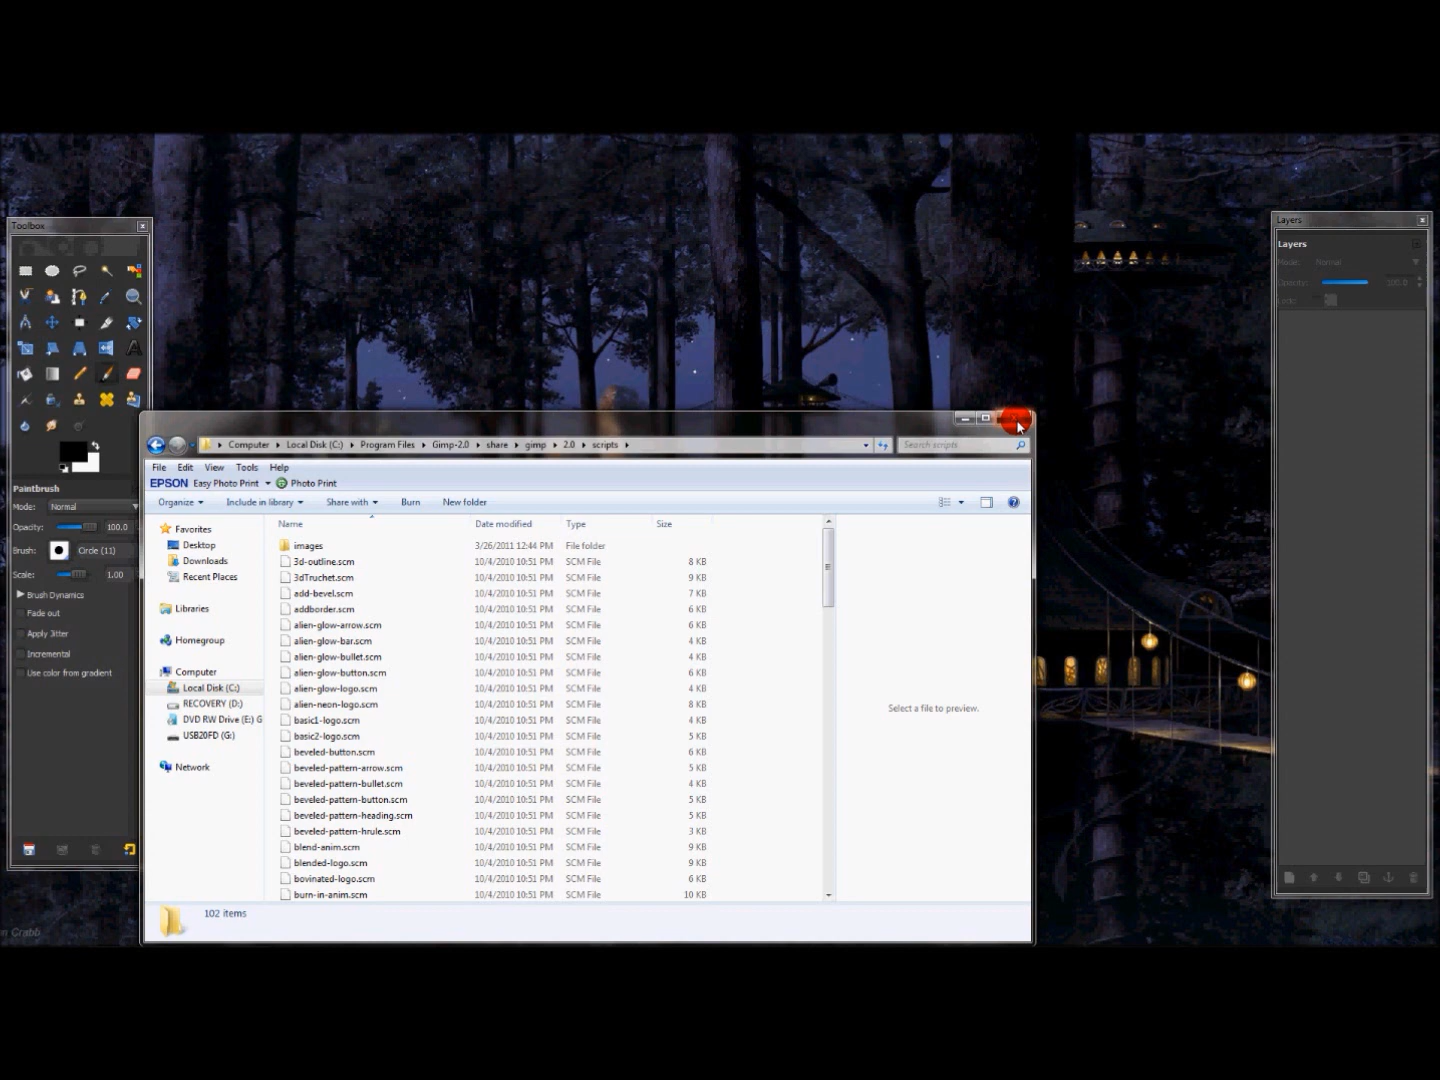 Toolbox
Paintbrush
Mode: Normal
Opacity: 100.0
Brush: Circle (11)
Scale: 1.00
Brush Dynamics
Fade out
Apply Jitter
Incremental
Use color from gradient
Computer Local Disk (C:) Program Files Gimp-2.0 share gimp 2.0 scripts
Search scripts
File Edit View Tools Help
EPSON Easy Photo Print Photo Print
Organize Include in library Share with Burn New folder
Favorites
Desktop
Downloads
Recent Places
Libraries
Homegroup
Computer
Local Disk (C:)
RECOVERY (D:)
DVD RW Drive (E:) G
USB20FD (G:)
Network
Name Date modified Type Size
images 3/26/2011 12:44 PM File folder
3d-outline.scm 10/4/2010 10:51 PM SCM File 8 KB
3dTruchet.scm 10/4/2010 10:51 PM SCM File 9 KB
add-bevel.scm 10/4/2010 10:51 PM SCM File 7 KB
addborder.scm 10/4/2010 10:51 PM SCM File 6 KB
alien-glow-arrow.scm 10/4/2010 10:51 PM SCM File 6 KB
alien-glow-bar.scm 10/4/2010 10:51 PM SCM File 4 KB
alien-glow-bullet.scm 10/4/2010 10:51 PM SCM File 4 KB
alien-glow-button.scm 10/4/2010 10:51 PM SCM File 6 KB
alien-glow-logo.scm 10/4/2010 10:51 PM SCM File 4 KB
alien-neon-logo.scm 10/4/2010 10:51 PM SCM File 8 KB
basic1-logo.scm 10/4/2010 10:51 PM SCM File 4 KB
basic2-logo.scm 10/4/2010 10:51 PM SCM File 5 KB
beveled-button.scm 10/4/2010 10:51 PM SCM File 6 KB
beveled-pattern-arrow.scm 10/4/2010 10:51 PM SCM File 5 KB
beveled-pattern-bullet.scm 10/4/2010 10:51 PM SCM File 4 KB
beveled-pattern-button.scm 10/4/2010 10:51 PM SCM File 5 KB
beveled-pattern-heading.scm 10/4/2010 10:51 PM SCM File 5 KB
beveled-pattern-hrule.scm 10/4/2010 10:51 PM SCM File 3 KB
blend-anim.scm 10/4/2010 10:51 PM SCM File 9 KB
blended-logo.scm 10/4/2010 10:51 PM SCM File 9 KB
bovinated-logo.scm 10/4/2010 10:51 PM SCM File 6 KB
burn-in-anim.scm 10/4/2010 10:51 PM SCM File 10 KB
Select a file to preview.
102 items
Layers
Layers
Mode: Normal
Opacity: 100.0
Lock:
n Crabb